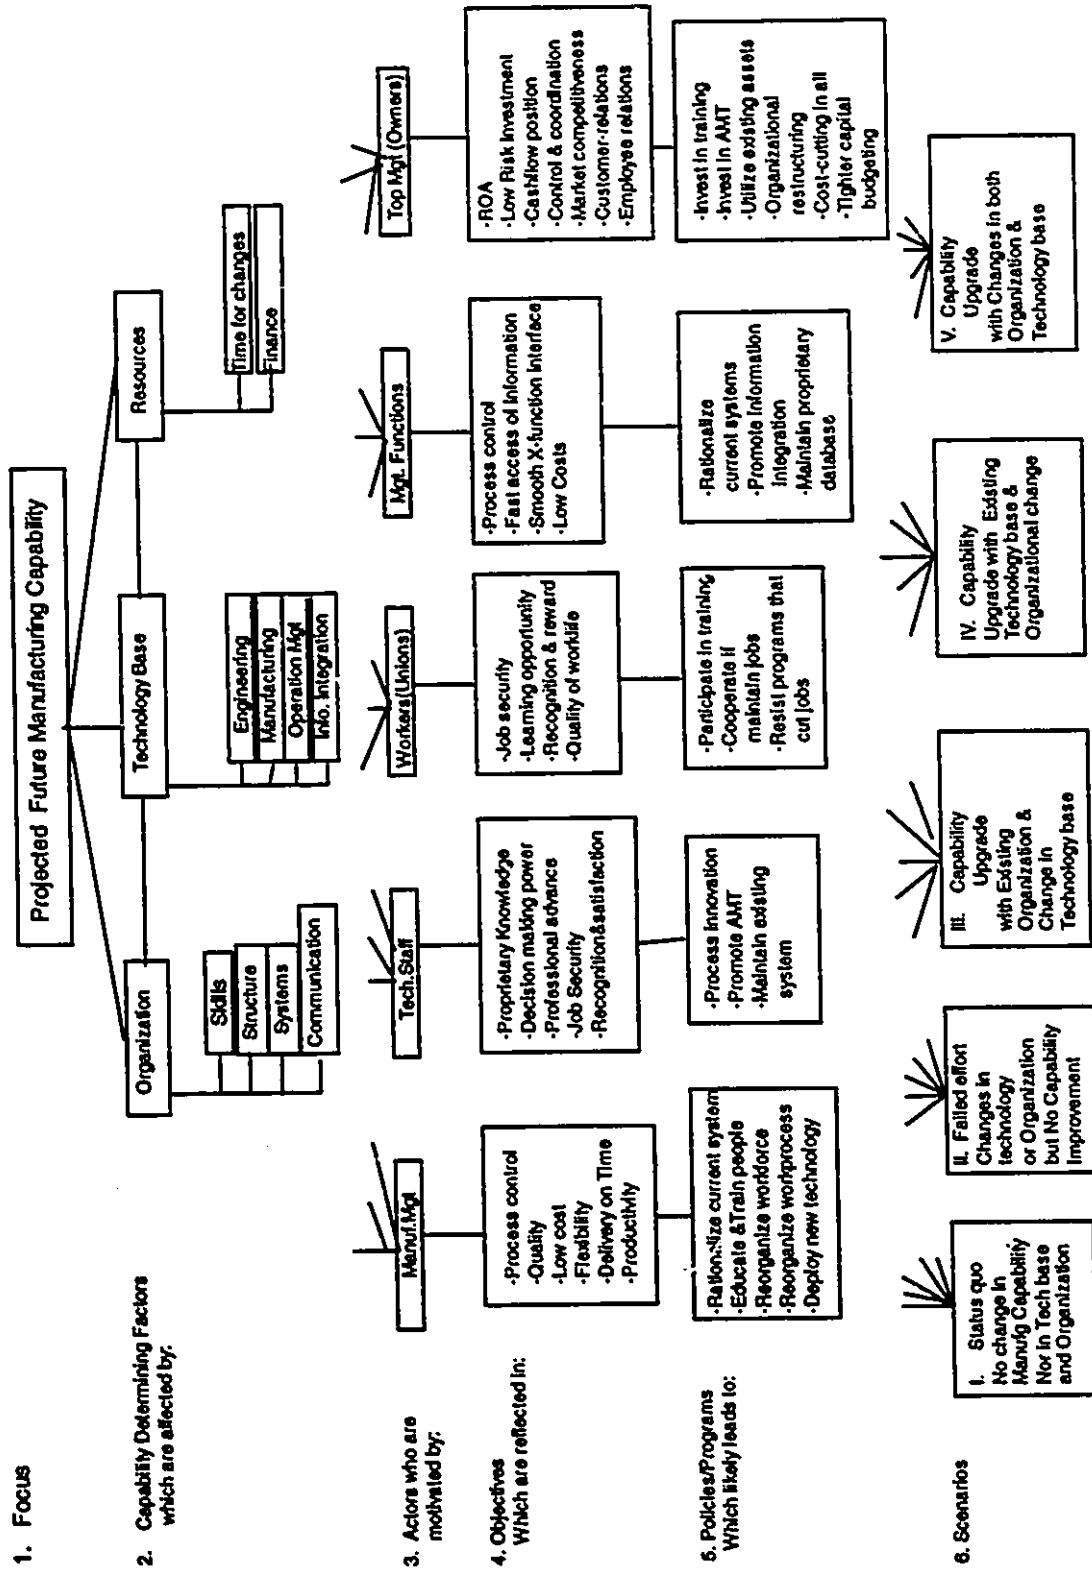 1. Focus
Projected Future Manufacturing Capability
2. Capability Determining Factors
which are affected by:
Organization
Skills
Structure
Systems
Communication
Technology Base
Engineering
Manufacturing
Operation Mgt
Info. Integration
Resources
Time for changes
Finance
3. Actors who are
motivated by:
Manuf.Mgt
Tech.Staff
Workers(Unions)
Mgt. Functions
Top Mgt (Owners)
4. Objectives
Which are reflected in:
·Process control
·Quality
·Low cost
·Flexibility
·Delivery on Time
·Productivity
·Proprietary Knowledge
·Decision making power
·Professional advance
·Job Security
·Recognition&satisfaction
·Job security
·Learning opportunity
·Recognition & reward
·Quality of worklife
·Process control
·Fast access of Information
·Smooth X-function Interface
·Low Costs
·ROA
·Low Risk Investment
·Cashflow position
·Control & coordination
·Market competitiveness
·Customer-relations
·Employee relations
5. Policies/Programs
Which likely leads to:
·Rationalize current system
·Educate &Train people
·Reorganize workforce
·Reorganize workprocess
·Deploy new technology
·Process Innovation
·Promote AMT
·Maintain existing
system
·Participate in training
·Cooperate if
maintain jobs
·Resist programs that
cut jobs
·Rationalize
current systems
·Promote Information
Integration
·Maintain proprietary
database
·Invest in training
·Invest in AMT
·Utilize existing assets
·Organizational
restructuring
·Cost-cutting in all
·Tighter capital
budgeting
6. Scenarios
I. Status quo
No change in
Manufg Capability
Nor in Tech base
and Organization
II. Failed effort
Changes in
technology
or Organization
but No Capability
Improvement
III. Capability
Upgrade
with Existing
Organization &
Change in
Technology base
IV. Capability
Upgrade with Existing
Technology base &
Organizational change
V. Capability
Upgrade
with Changes in both
Organization &
Technology base